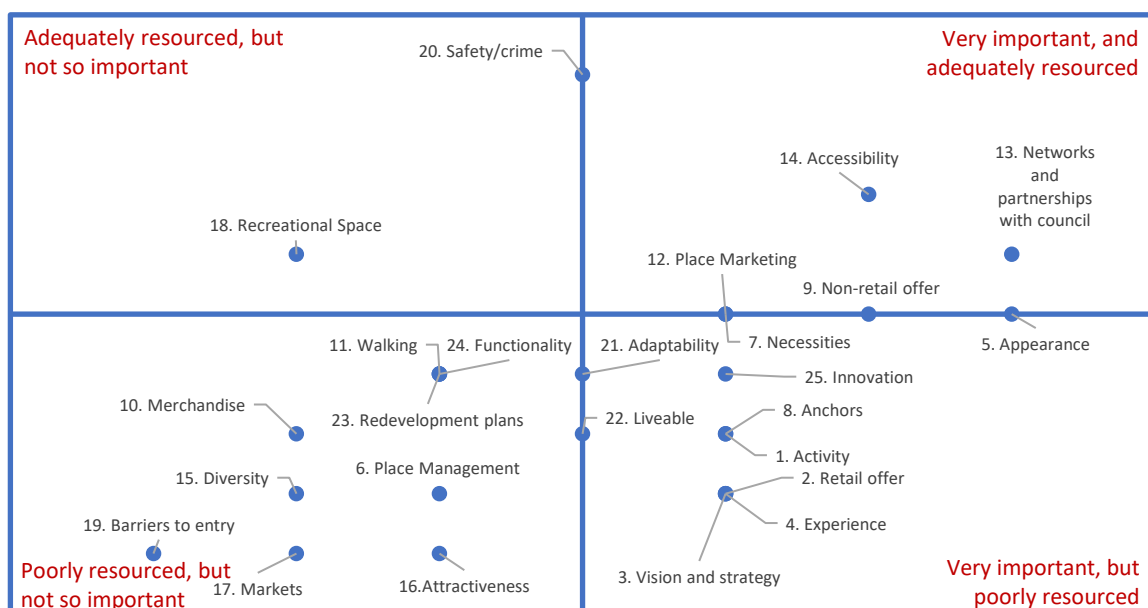 Adequately resourced, but
not so important
20. Safety/crime
Very important, and
adequately resourced
14. Accessibility
13. Networks
and
partnerships
with council
18. Recreational Space
12. Place Marketing
9. Non-retail offer
11. Walking
24. Functionality
21. Adaptability
7. Necessities
5. Appearance
25. Innovation
10. Merchandise
23. Redevelopment plans
22. Liveable
8. Anchors
1. Activity
15. Diversity
6. Place Management
2. Retail offer
19. Barriers to entry
4. Experience
Poorly resourced, but
not so important
17. Markets
16.Attractiveness
3. Vision and strategy
Very important, but
poorly resourced